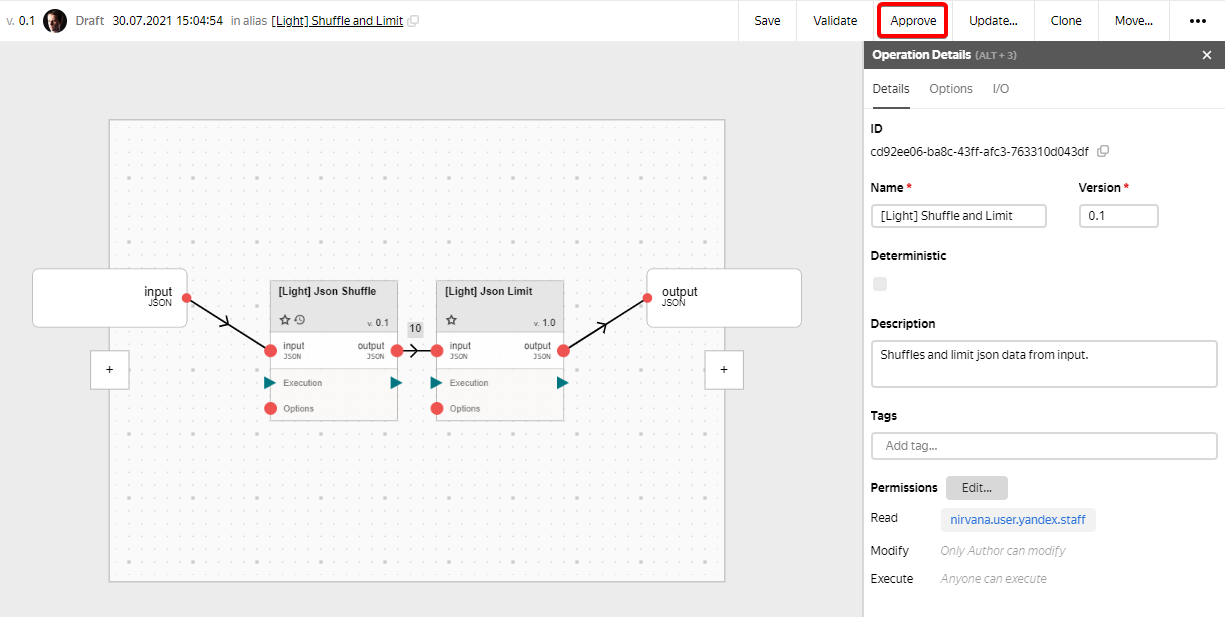 v. 0.1 Draft 30.07.2021 15:04:54 in alias [Light] Shuffle and Limit Save Validate Approve Update... Clone Move... •••
Operation Details (ALT + 3) ✕
Details Options I/O
ID
cd92ee06-ba8c-43ff-afc3-763310d043df
Name * Version *
[Light] Shuffle and Limit 0.1
Deterministic
Description
Shuffles and limit json data from input.
Tags
Add tag...
Permissions Edit...
Read nirvana.user.yandex.staff
Modify Only Author can modify
Execute Anyone can execute
input
JSON
+
[Light] Json Shuffle
v. 0.1
input output
JSON JSON
Execution
Options
10
[Light] Json Limit
v. 1.0
input output
JSON JSON
Execution
Options
output
JSON
+